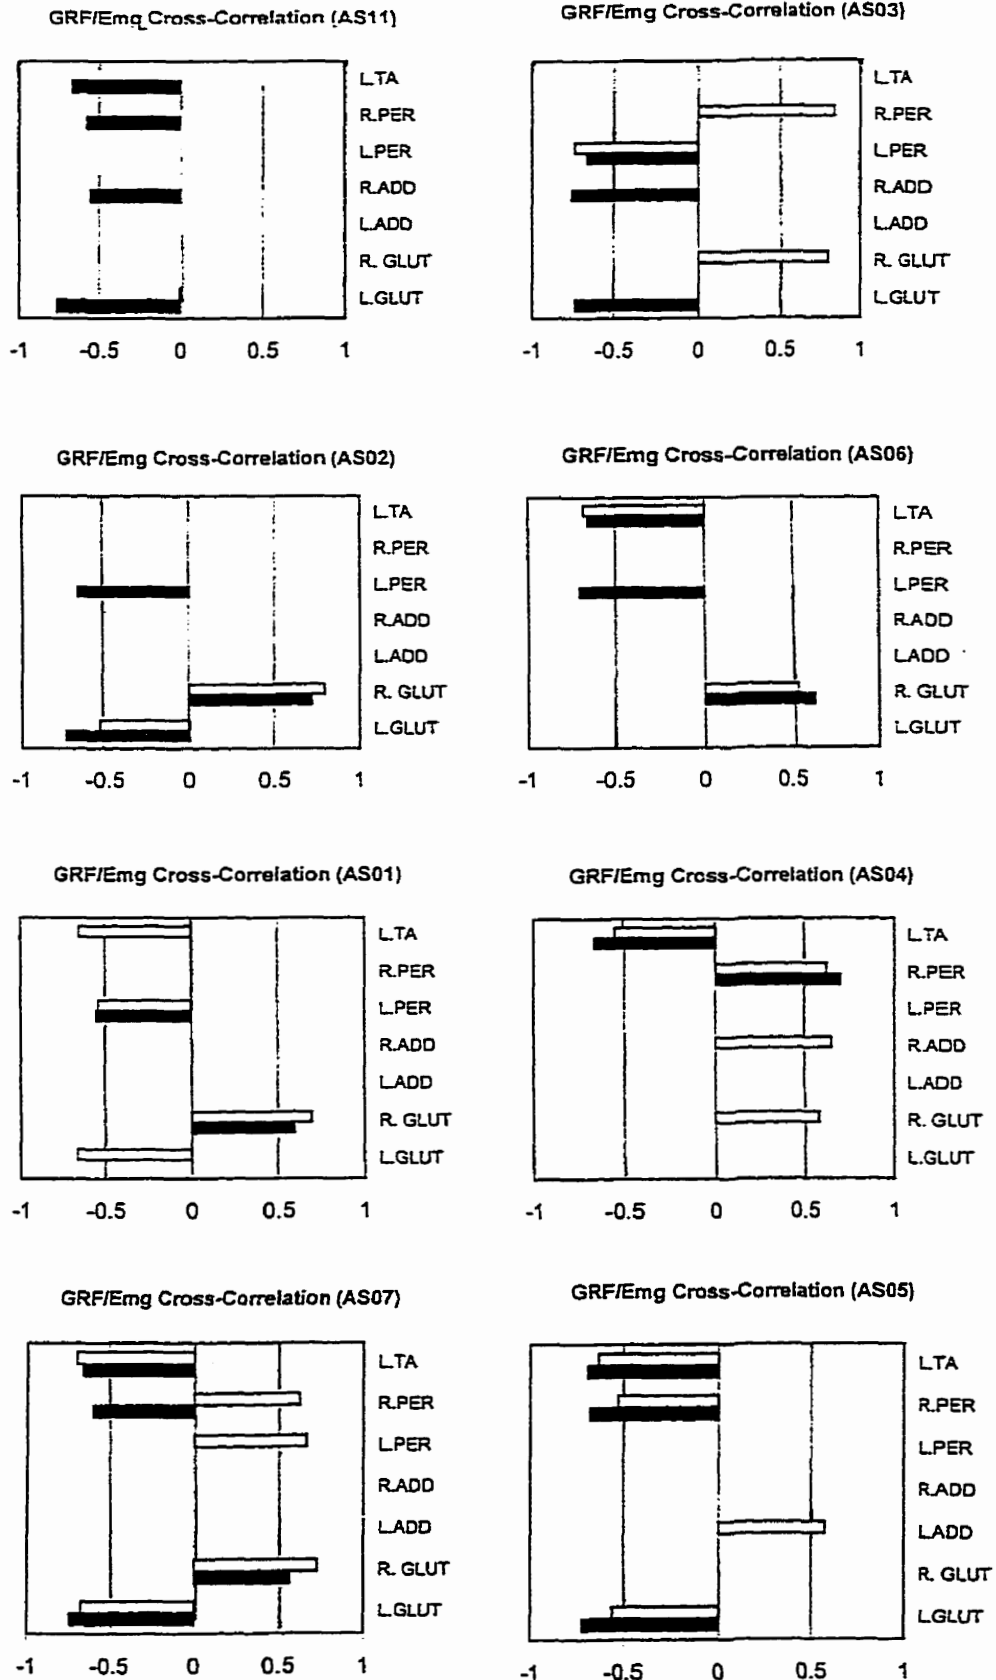 GRF/Emg Cross-Correlation (AS11)
L.TA
R.PER
L.PER
R.ADD
L.ADD
R. GLUT
L.GLUT
-1 -0.5 0 0.5 1
GRF/Emg Cross-Correlation (AS03)
L.TA
R.PER
L.PER
R.ADD
L.ADD
R. GLUT
L.GLUT
-1 -0.5 0 0.5 1
GRF/Emg Cross-Correlation (AS02)
L.TA
R.PER
L.PER
R.ADD
L.ADD
R. GLUT
L.GLUT
-1 -0.5 0 0.5 1
GRF/Emg Cross-Correlation (AS06)
L.TA
R.PER
L.PER
R.ADD
L.ADD
R. GLUT
L.GLUT
-1 -0.5 0 0.5 1
GRF/Emg Cross-Correlation (AS01)
L.TA
R.PER
L.PER
R.ADD
L.ADD
R. GLUT
L.GLUT
-1 -0.5 0 0.5 1
GRF/Emg Cross-Correlation (AS04)
L.TA
R.PER
L.PER
R.ADD
L.ADD
R. GLUT
L.GLUT
-1 -0.5 0 0.5 1
GRF/Emg Cross-Correlation (AS07)
L.TA
R.PER
L.PER
R.ADD
L.ADD
R. GLUT
L.GLUT
-1 -0.5 0 0.5 1
GRF/Emg Cross-Correlation (AS05)
L.TA
R.PER
L.PER
R.ADD
L.ADD
R. GLUT
L.GLUT
-1 -0.5 0 0.5 1